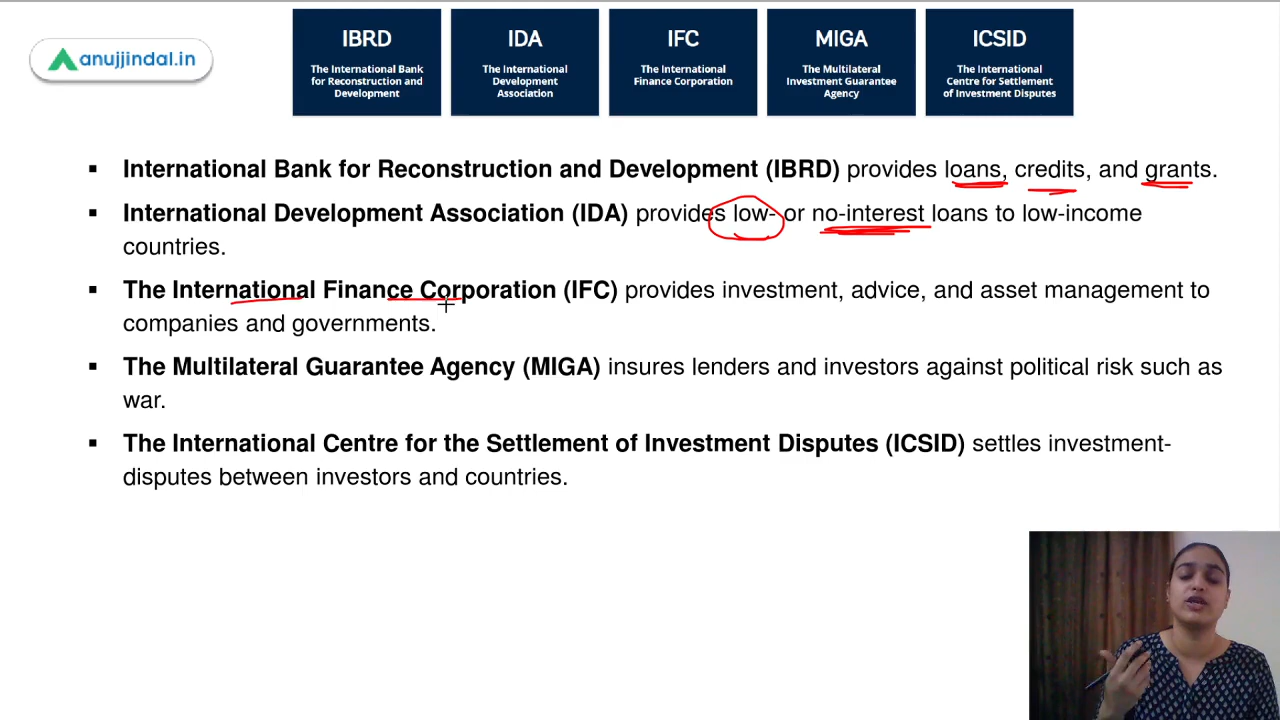 anujjindal.in
IBRD
The International Bank
for Reconstruction and
Development
IDA
The International
Development
Association
IFC
The International
Finance Corporation
MIGA
The Multilateral
Investment Guarantee
Agency
ICSID
The International
Centre for Settlement
of Investment Disputes
▪ International Bank for Reconstruction and Development (IBRD) provides loans, credits, and grants.
▪ International Development Association (IDA) provides low- or no-interest loans to low-income
countries.
▪ The International Finance Corporation (IFC) provides investment, advice, and asset management to
companies and governments.
▪ The Multilateral Guarantee Agency (MIGA) insures lenders and investors against political risk such as
war.
▪ The International Centre for the Settlement of Investment Disputes (ICSID) settles investment-
disputes between investors and countries.